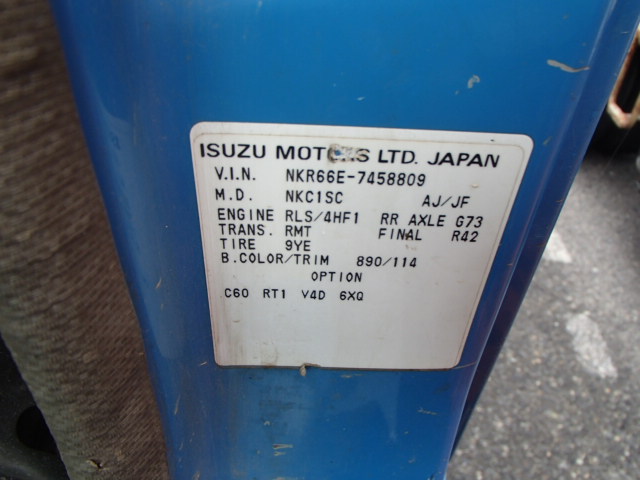 ISUZU MOTORS LTD. JAPAN
V.I.N. NKR66E-7458809
M.D. NKC1SC AJ/JF
ENGINE RLS/4HF1 RR AXLE G73
TRANS. RMT FINAL R42
TIRE 9YE
B.COLOR/TRIM 890/114
OPTION
C60 RT1 V4D 6XQ